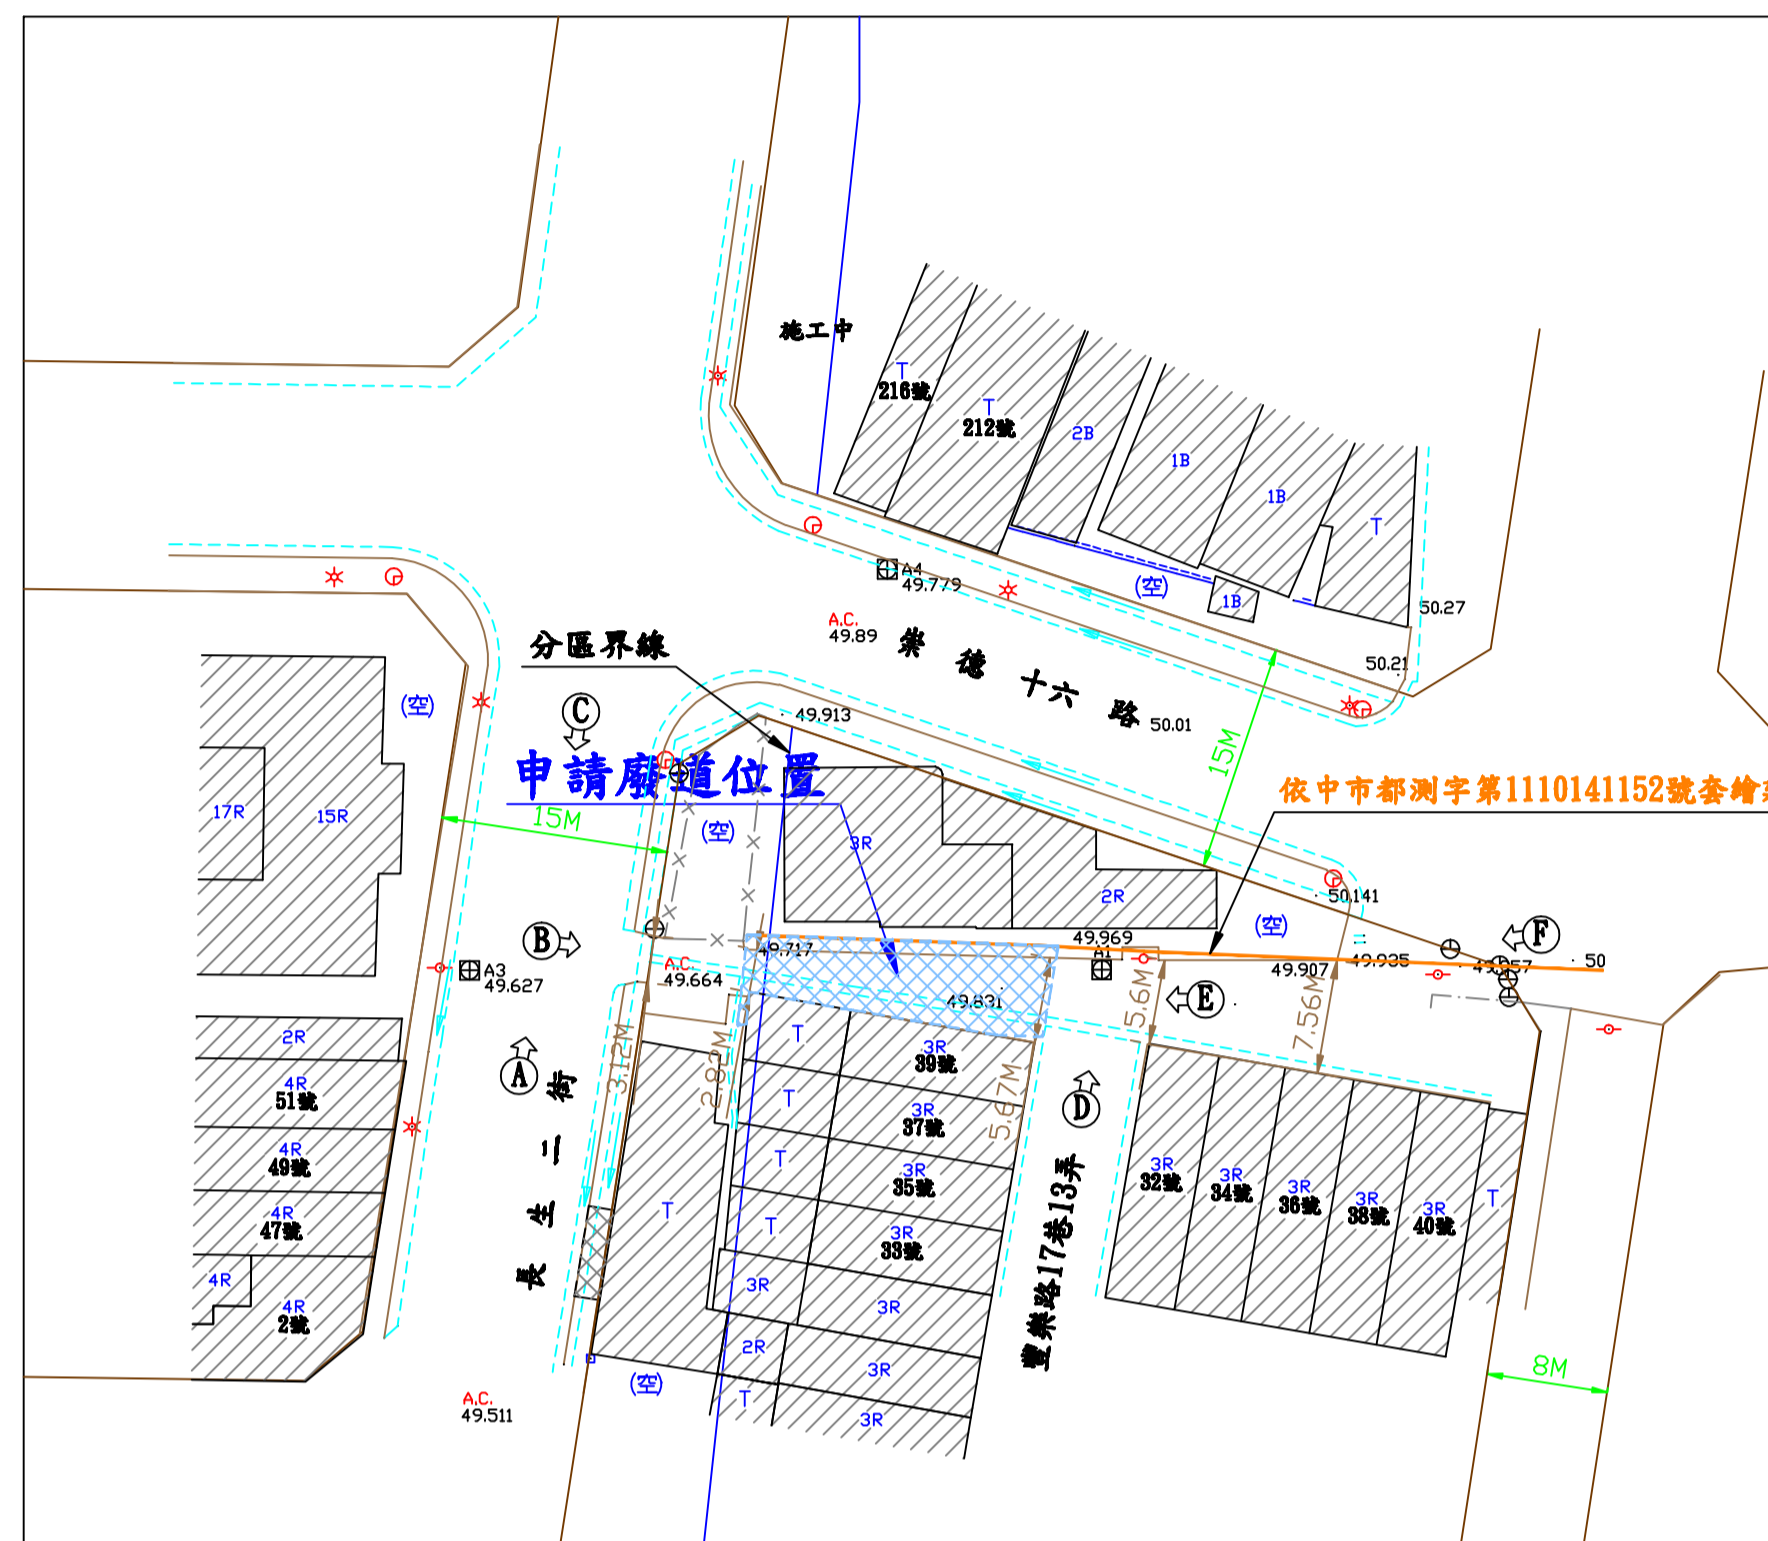 施工中
T
216號
T
212號
2B
1B
1B
T
(空)
1B
50.27
A4
49.779
A.C.
49.89
崇德十六路
50.01
50.21
分區界線
(空)
C
49.913
申請廢道位置
15M
15M
依中市都測字第1110141152號套繪
17R
15R
(空)
3R
2R
50.141
(空)
B
F
49.969
A1
49.717
A.C.
49.664
A3
49.627
49.907
49.935
50
49.831
E
5.6M
7.56M
3.12M
2.82M
5.67M
A
D
2R
4R
51號
4R
49號
4R
47號
4R
4R
2號
長生二街
T
T
3R
39號
T
3R
37號
T
3R
35號
T
3R
33號
3R
3R
2R
3R
T
3R
(空)
豐樂路17巷13弄
3R
32號
3R
34號
3R
36號
3R
38號
3R
40號
T
8M
A.C.
49.511